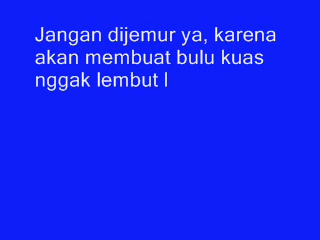 Jangan dijemur ya, karena
akan membuat bulu kuas
nggak lembut l